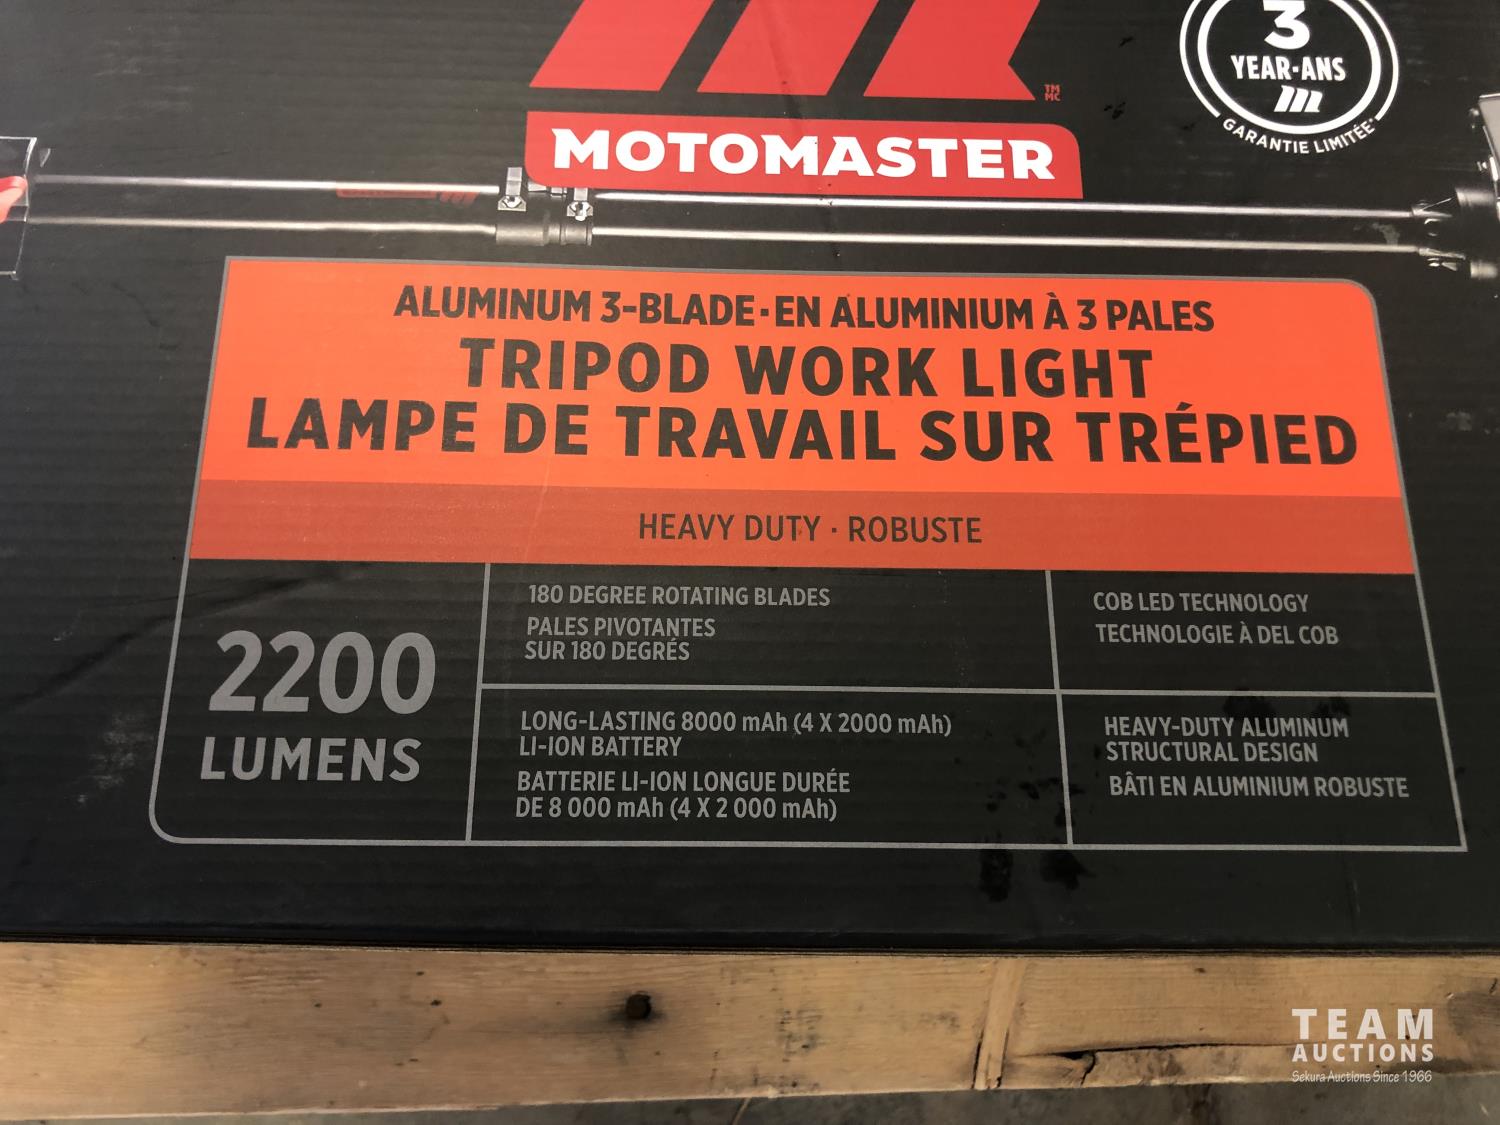 3
YEAR·ANS
GARANTIE LIMITÉE*
TM
MC
MOTOMASTER
ALUMINUM 3-BLADE·EN ALUMINIUM À 3 PALES
TRIPOD WORK LIGHT
LAMPE DE TRAVAIL SUR TRÉPIED
HEAVY DUTY · ROBUSTE
2200
LUMENS
180 DEGREE ROTATING BLADES
PALES PIVOTANTES
SUR 180 DEGRÉS
COB LED TECHNOLOGY
TECHNOLOGIE À DEL COB
LONG-LASTING 8000 mAh (4 X 2000 mAh)
LI-ION BATTERY
BATTERIE LI-ION LONGUE DURÉE
DE 8 000 mAh (4 X 2 000 mAh)
HEAVY-DUTY ALUMINUM
STRUCTURAL DESIGN
BÂTI EN ALUMINIUM ROBUSTE
TEAM
AUCTIONS
Sekura Auctions Since 1966